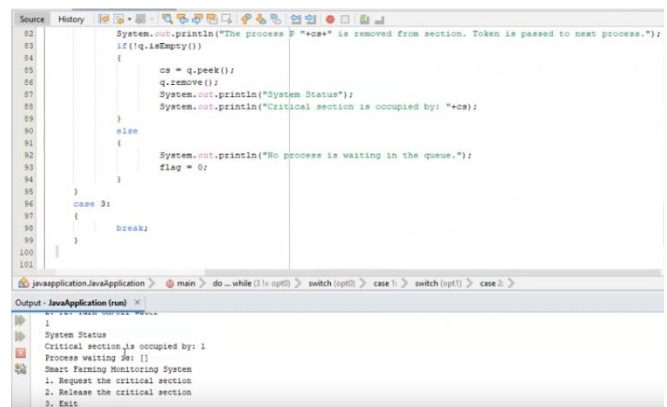 Source History
82 System.out.println("The process P "+cs+" is removed from section. Token is passed to next process.");
83 if(!q.isEmpty())
84 {
85 cs = q.peek();
86 q.remove();
87 System.out.println("System Status");
88 System.out.println("Critical section is occupied by: "+cs);
89 }
90 else
91 {
92 System.out.println("No process is waiting in the queue.");
93 flag = 0;
94 }
95 }
96 case 3:
97 {
98 break;
99 }
100
101
javaapplication.JavaApplication main do ... while (3 != opt0) switch (opt0) case 1: switch (opt1) case 2:
Output - JavaApplication (run) ×
1
System Status
Critical section is occupied by: 1
Process waiting is: []
Smart Farming Monitoring System
1. Request the critical section
2. Release the critical section
3. Exit